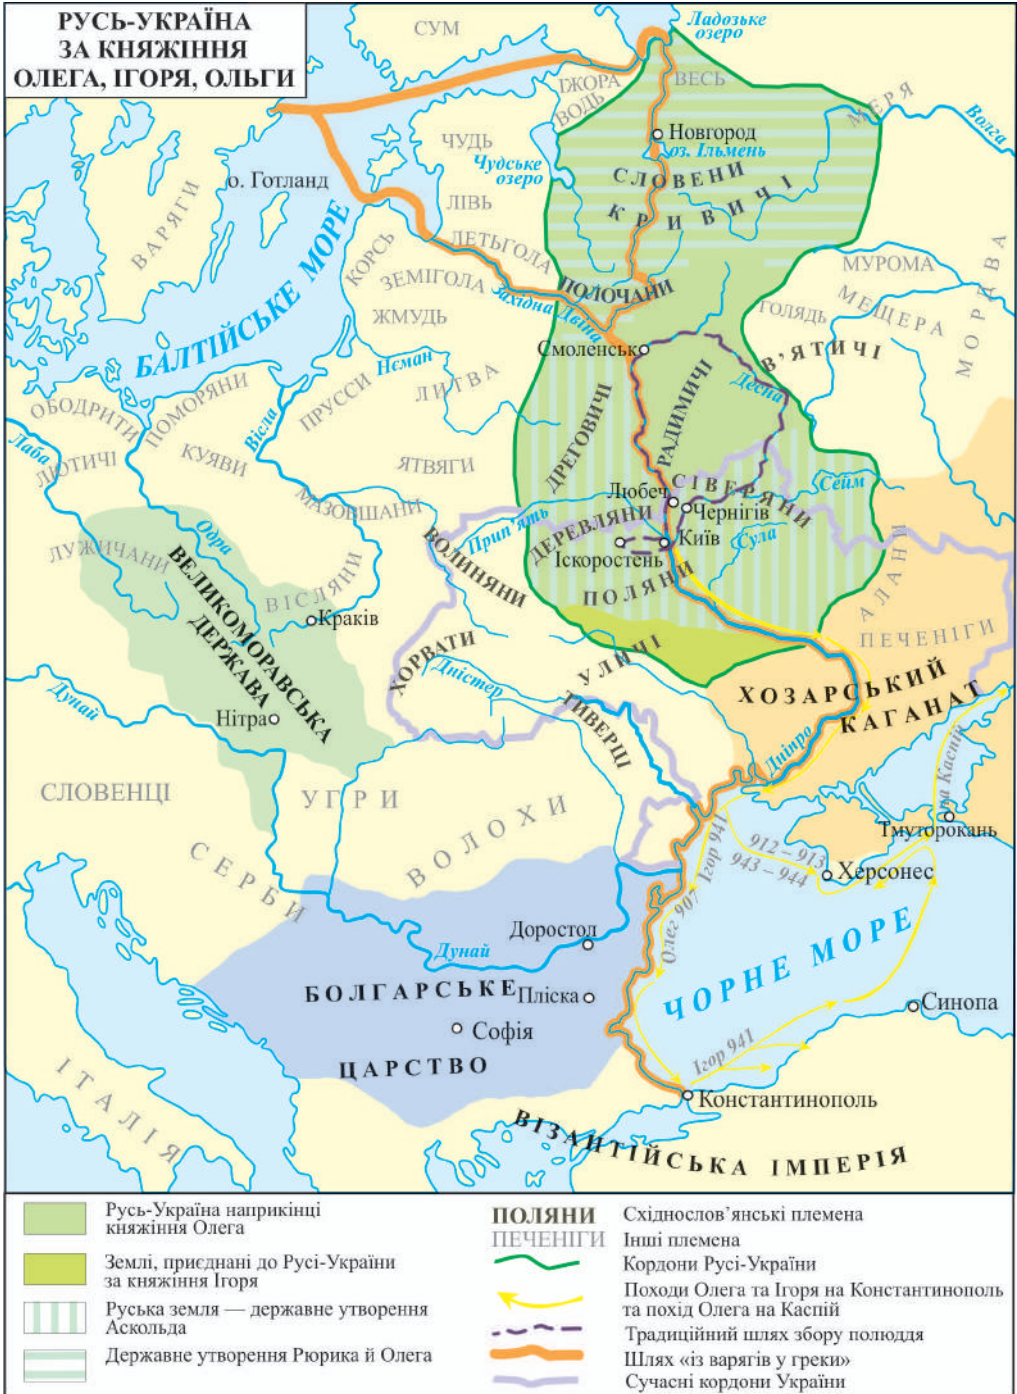 РУСЬ-УКРАЇНА
ЗА КНЯЖІННЯ
ОЛЕГА, ІГОРЯ, ОЛЬГИ
СУМ
Ладозьке
озеро
ЇЖОРА
ВОДЬ
ВЕСЬ
МЕРЯ
Волга
Новгород
оз. Ільмень
ЧУДЬ
Чудське
озеро
СЛОВЕНИ
КРИВИЧІ
о. Готланд
ВАРЯГИ
ЛІВЬ
ЛЕТЬГОЛА
КОРСЬ
ЗЕМІГОЛА
Західна Двіна
ПОЛОЧАНИ
МУРОМА
МЕЩЕРА
МОРДВА
ГОЛЯДЬ
БАЛТІЙСЬКЕ МОРЕ
ЖМУДЬ
Смоленськ
В’ЯТИЧІ
Нєман
ЛИТВА
Десна
ПРУССИ
ПОМОРЯНИ
ОБОДРИТИ
Лаба
Вісла
ЛЮТИЧІ
КУЯВИ
ЯТВЯГИ
ДРЕГОВИЧІ
РАДИМИЧІ
МАЗОВШАНИ
Любеч
СІВЕРЯНИ
Сейм
Чернігів
Прип’ять
ДЕРЕВЛЯНИ
Київ
Сула
Іскоростень
ПОЛЯНИ
Одра
ЛУЖИЧАНИ
ВОЛИНЯНИ
ВІСЛЯНИ
Краків
ВЕЛИКОМОРАВСЬКА
ДЕРЖАВА
АЛАНИ
ПЕЧЕНІГИ
ХОРВАТИ
УЛИЧІ
Дністер
ХОЗАРСЬКИЙ
КАГАНАТ
Дунай
Нітра
ТИВЕРЦІ
Дніпро
на Каспій
СЛОВЕНЦІ
УГРИ
ВОЛОХИ
Тмуторокань
Ігор 941
912 – 913
943 – 944
Херсонес
СЕРБИ
Олег 907
Доростол
Дунай
ЧОРНЕ МОРЕ
БОЛГАРСЬКЕ
Пліска
Синопа
Софія
ЦАРСТВО
Ігор 941
ІТАЛІЯ
Константинополь
ВІЗАНТІЙСЬКА ІМПЕРІЯ
Русь-Україна наприкінці
княжіння Олега
Землі, приєднані до Русі-України
за княжіння Ігоря
Руська земля — державне утворення
Аскольда
Державне утворення Рюрика й Олега
ПОЛЯНИ Східнослов’янські племена
ПЕЧЕНІГИ Інші племена
Кордони Русі-України
Походи Олега та Ігоря на Константинополь
та похід Олега на Каспій
Традиційний шлях збору полюддя
Шлях «із варягів у греки»
Сучасні кордони України